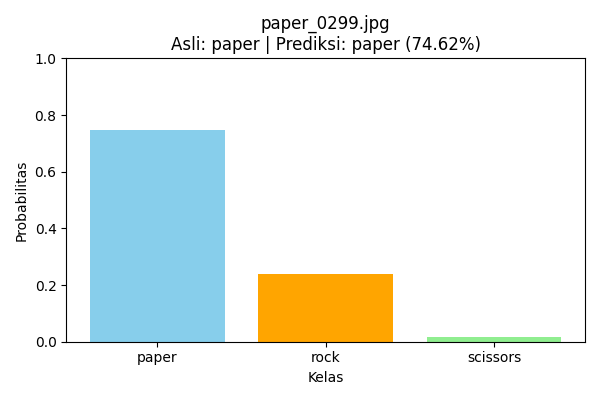 paper_0299.jpg
Asli: paper | Prediksi: paper (74.62%)
1.0
0.8
0.6
0.4
0.2
0.0
Probabilitas
paper rock scissors
Kelas